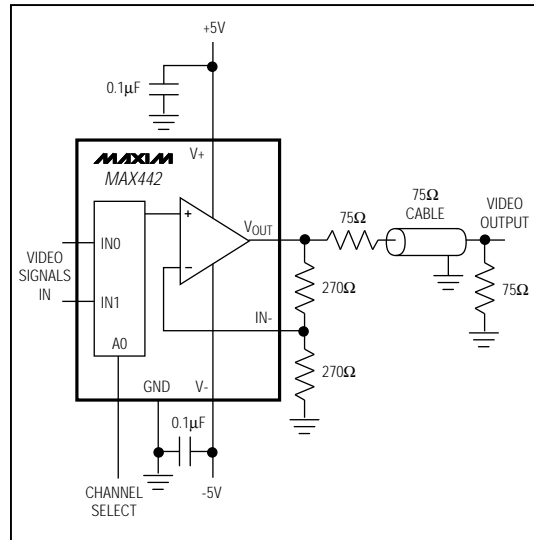 +5V
0.1µF
MAXIM
MAX442
V+
75Ω
CABLE
VIDEO
OUTPUT
75Ω
VOUT
IN0
VIDEO
SIGNALS
IN
IN1
270Ω
75Ω
IN-
A0
270Ω
GND
V-
0.1µF
CHANNEL
SELECT
-5V
+
−